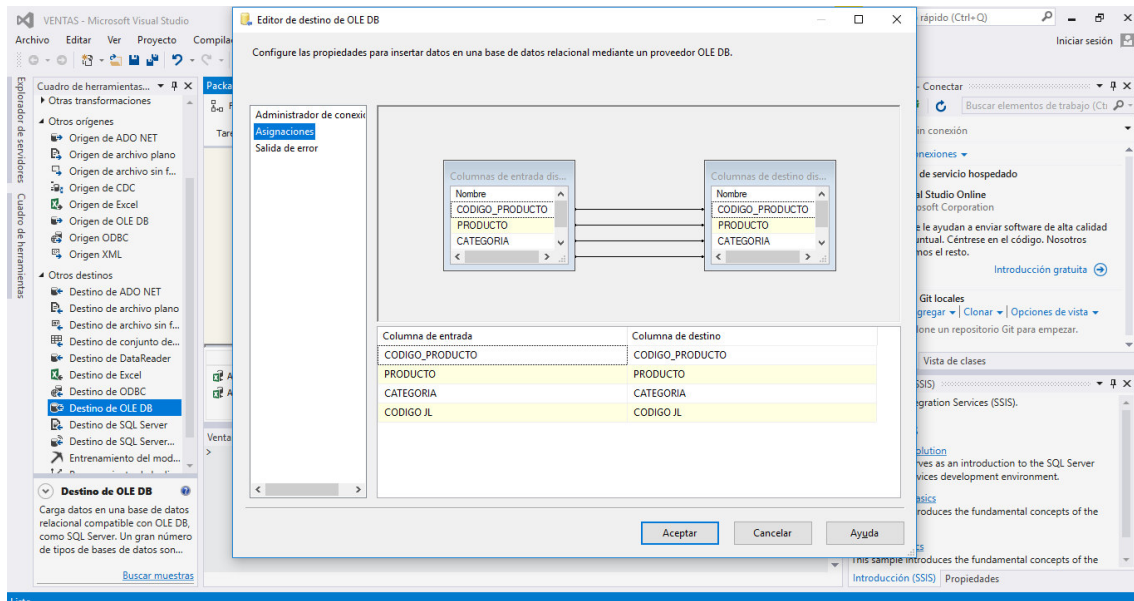 VENTAS - Microsoft Visual Studio
rápido (Ctrl+Q)
Archivo Editar Ver Proyecto Compila
Iniciar sesión
Explorador de servidores
Cuadro de herramientas
Cuadro de herramientas...
Otras transformaciones
Otros orígenes
Origen de ADO NET
Origen de archivo plano
Origen de archivo sin f...
Origen de CDC
Origen de Excel
Origen de OLE DB
Origen ODBC
Origen XML
Otros destinos
Destino de ADO NET
Destino de archivo plano
Destino de archivo sin f...
Destino de conjunto de...
Destino de DataReader
Destino de Excel
Destino de ODBC
Destino de OLE DB
Destino de SQL Server
Destino de SQL Server...
Entrenamiento del mod...
Destino de OLE DB
Carga datos en una base de datos
relacional compatible con OLE DB,
como SQL Server. Un gran número
de tipos de bases de datos son...
Buscar muestras
Packa
Tare
Venta
Editor de destino de OLE DB
Configure las propiedades para insertar datos en una base de datos relacional mediante un proveedor OLE DB.
Administrador de conexió
Asignaciones
Salida de error
Columnas de entrada dis...
Nombre
CODIGO_PRODUCTO
PRODUCTO
CATEGORIA
Columnas de destino dis...
Nombre
CODIGO_PRODUCTO
PRODUCTO
CATEGORIA
Columna de entrada Columna de destino
CODIGO_PRODUCTO CODIGO_PRODUCTO
PRODUCTO PRODUCTO
CATEGORIA CATEGORIA
CODIGO JL CODIGO JL
Aceptar Cancelar Ayuda
- Conectar
Buscar elementos de trabajo (Ct
in conexión
nexiones
de servicio hospedado
al Studio Online
osoft Corporation
e le ayudan a enviar software de alta calidad
untual. Céntrese en el código. Nosotros
mos el resto.
Introducción gratuita
Git locales
gregar | Clonar | Opciones de vista
lone un repositorio Git para empezar.
Vista de clases
SSIS)
egration Services (SSIS).
olution
rves as an introduction to the SQL Server
vices development environment.
asics
roduces the fundamental concepts of the
cs
This sample introduces the fundamental concepts of the
Introducción (SSIS) Propiedades